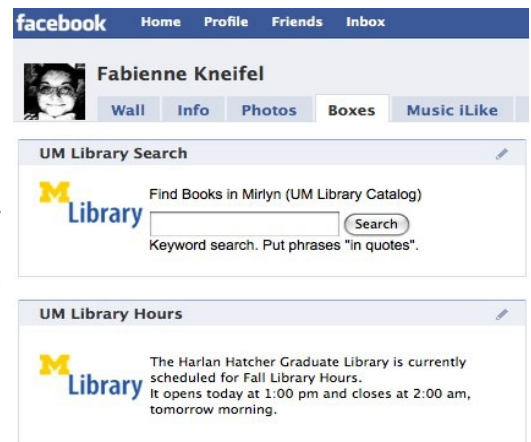 facebook Home Profile Friends Inbox
Fabienne Kneifel
Wall Info Photos Boxes Music iLike
UM Library Search
M
Library
Find Books in Mirlyn (UM Library Catalog)
Search
Keyword search. Put phrases "in quotes".
UM Library Hours
M
Library
The Harlan Hatcher Graduate Library is currently
scheduled for Fall Library Hours.
It opens today at 1:00 pm and closes at 2:00 am,
tomorrow morning.